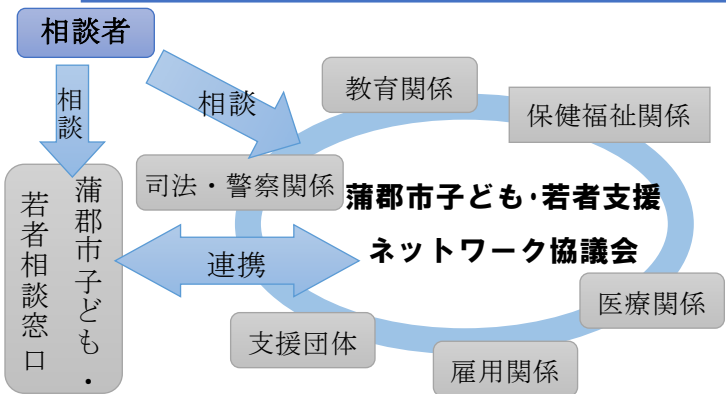 相談者
相談
相談
教育関係
保健福祉関係
司法・警察関係
蒲郡市子ども・若者支援
ネットワーク協議会
蒲郡市子ども・
若者相談窓口
連携
医療関係
支援団体
雇用関係